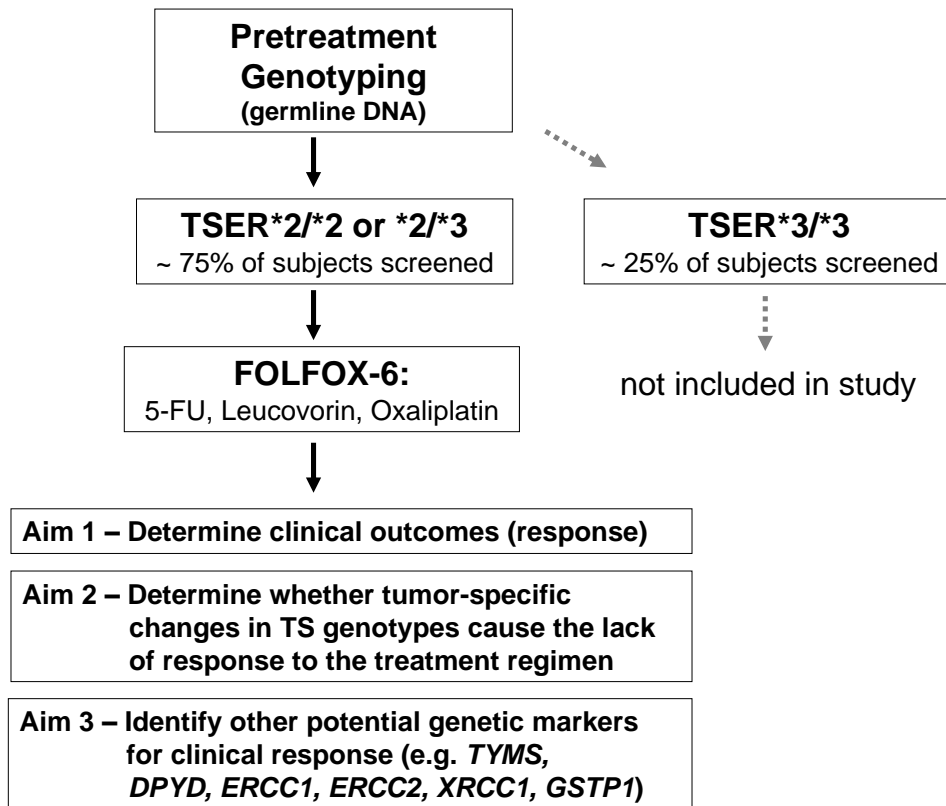 Pretreatment
Genotyping
(germline DNA)
TSER*2/*2 or *2/*3
~ 75% of subjects screened
TSER*3/*3
~ 25% of subjects screened
FOLFOX-6:
5-FU, Leucovorin, Oxaliplatin
not included in study
Aim 1 – Determine clinical outcomes (response)
Aim 2 – Determine whether tumor-specific
changes in TS genotypes cause the lack
of response to the treatment regimen
Aim 3 – Identify other potential genetic markers
for clinical response (e.g. TYMS,
DPYD, ERCC1, ERCC2, XRCC1, GSTP1)